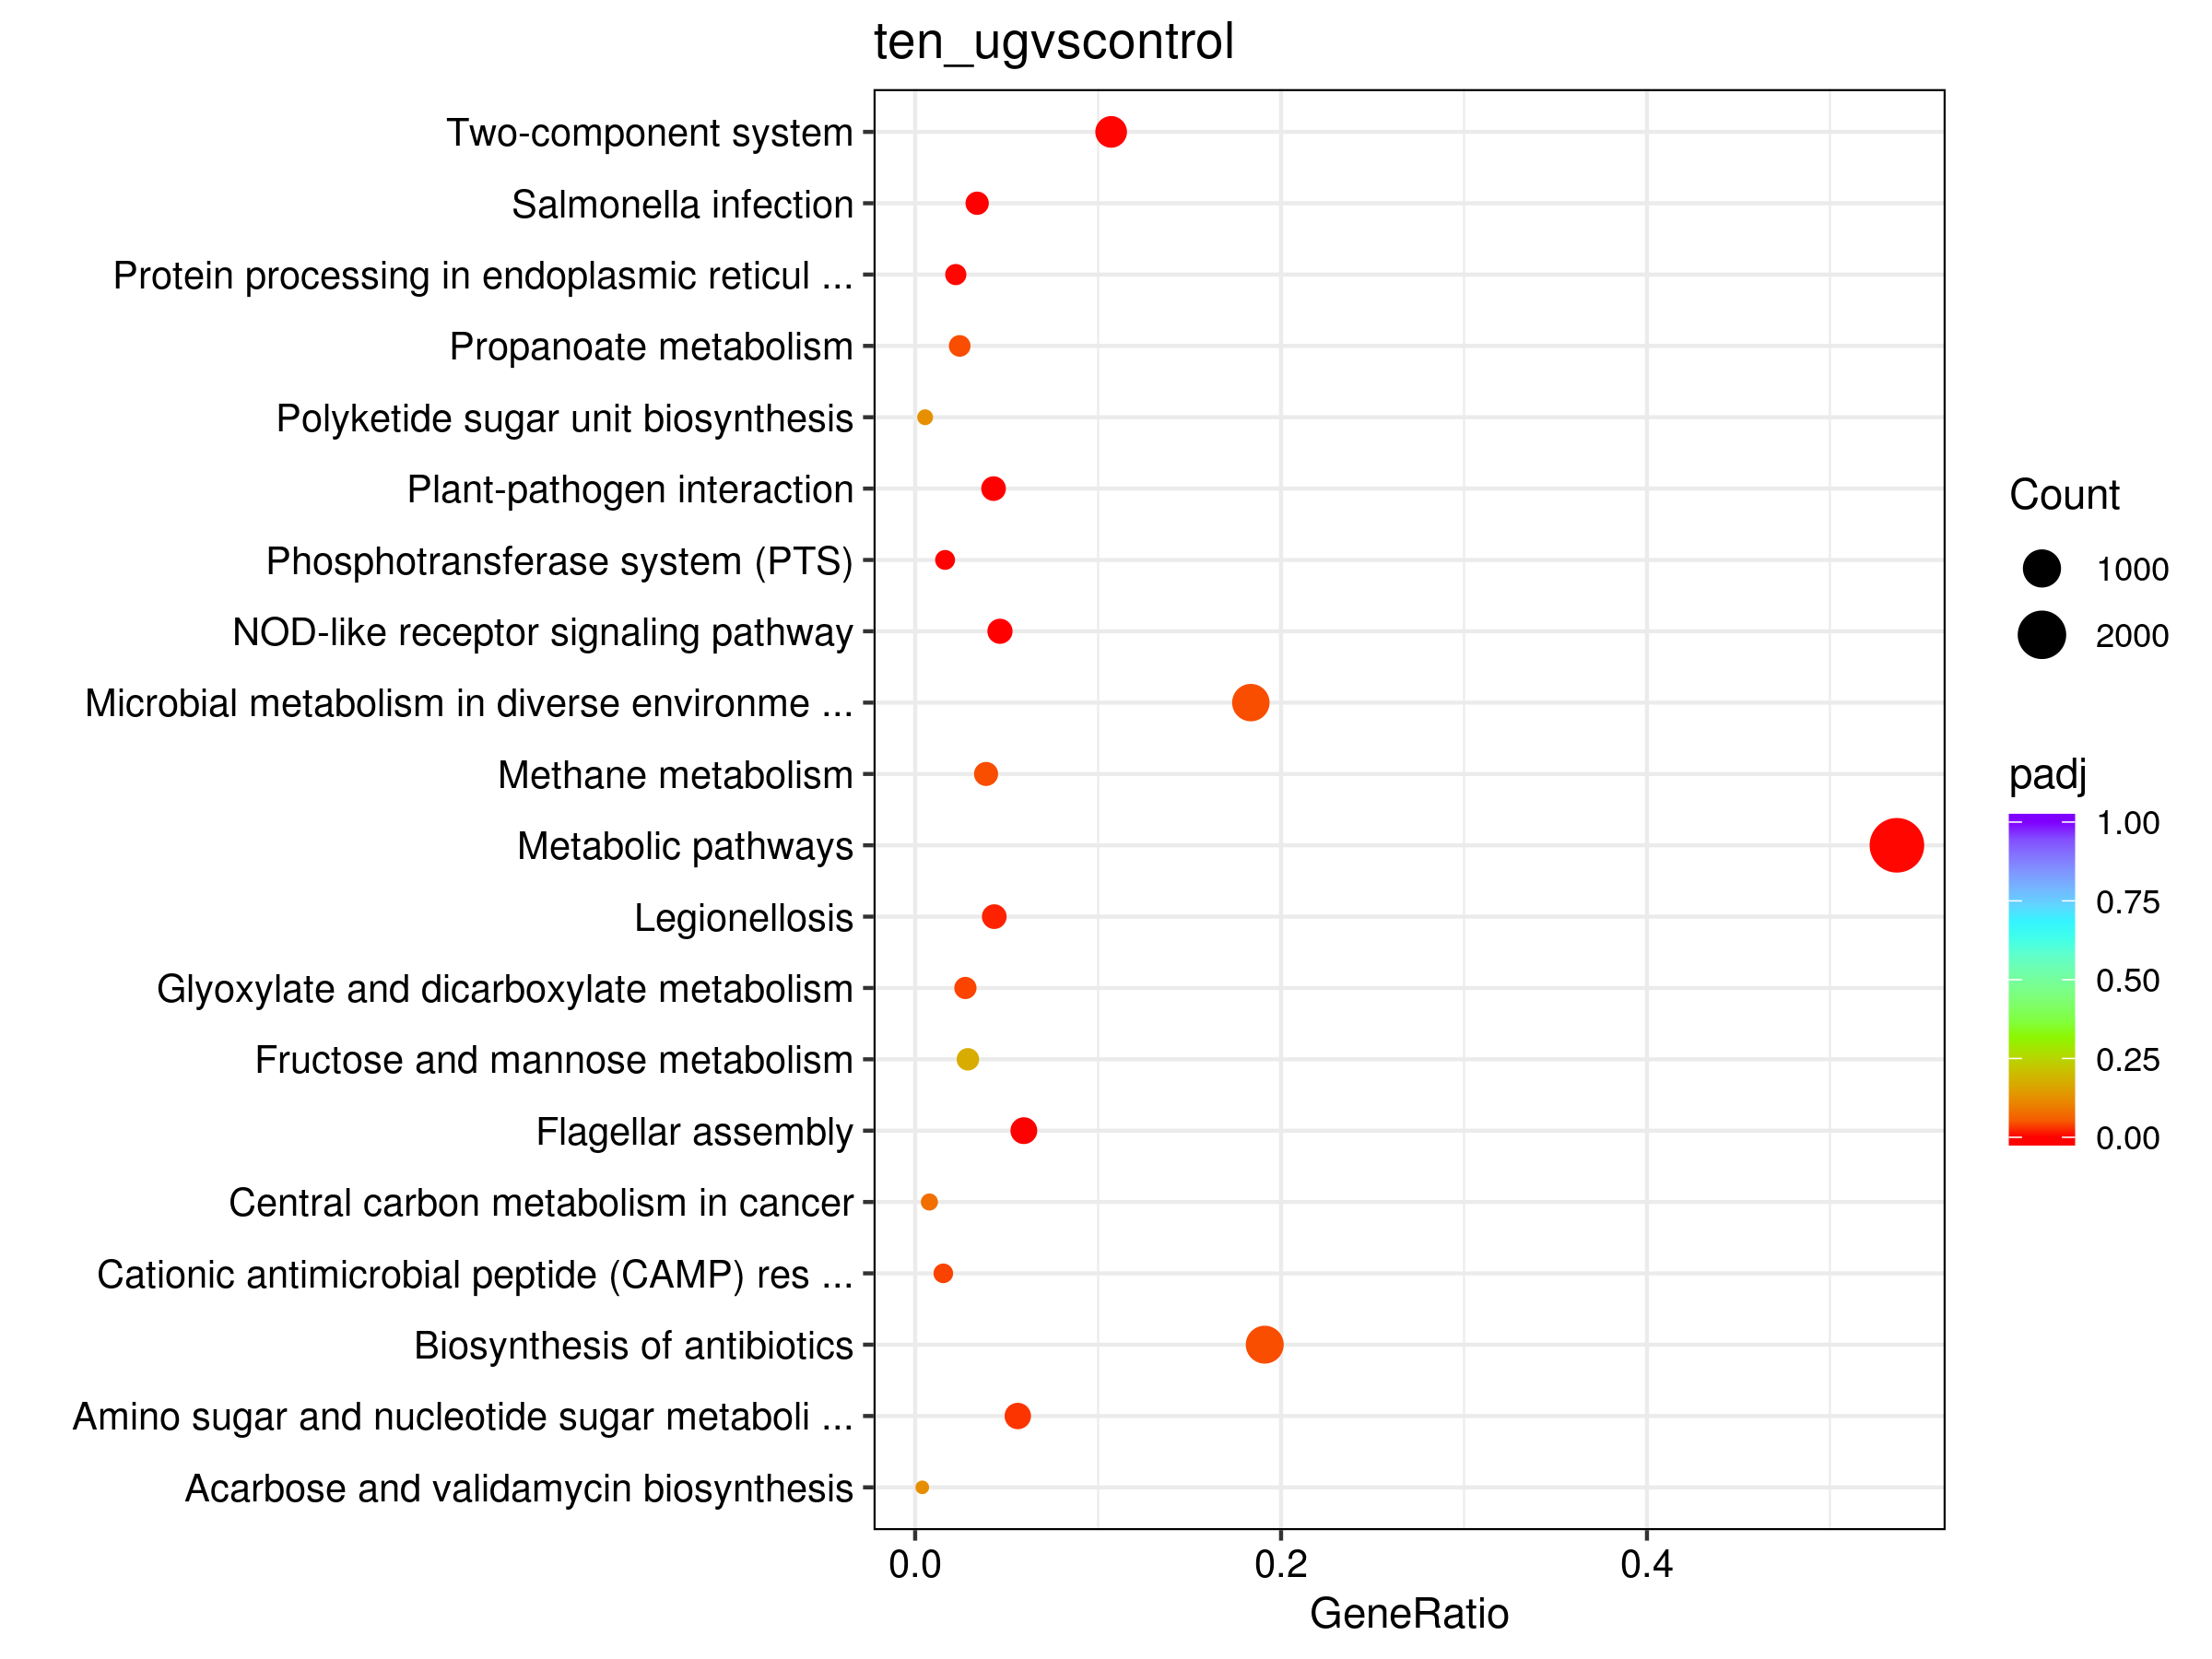 ten_ugvscontrol
Two-component system
Salmonella infection
Protein processing in endoplasmic reticul ...
Propanoate metabolism
Polyketide sugar unit biosynthesis
Plant-pathogen interaction
Phosphotransferase system (PTS)
NOD-like receptor signaling pathway
Microbial metabolism in diverse environme ...
Methane metabolism
Metabolic pathways
Legionellosis
Glyoxylate and dicarboxylate metabolism
Fructose and mannose metabolism
Flagellar assembly
Central carbon metabolism in cancer
Cationic antimicrobial peptide (CAMP) res ...
Biosynthesis of antibiotics
Amino sugar and nucleotide sugar metaboli ...
Acarbose and validamycin biosynthesis
0.0 0.2 0.4
GeneRatio
Count
1000
2000
padj
1.00
0.75
0.50
0.25
0.00